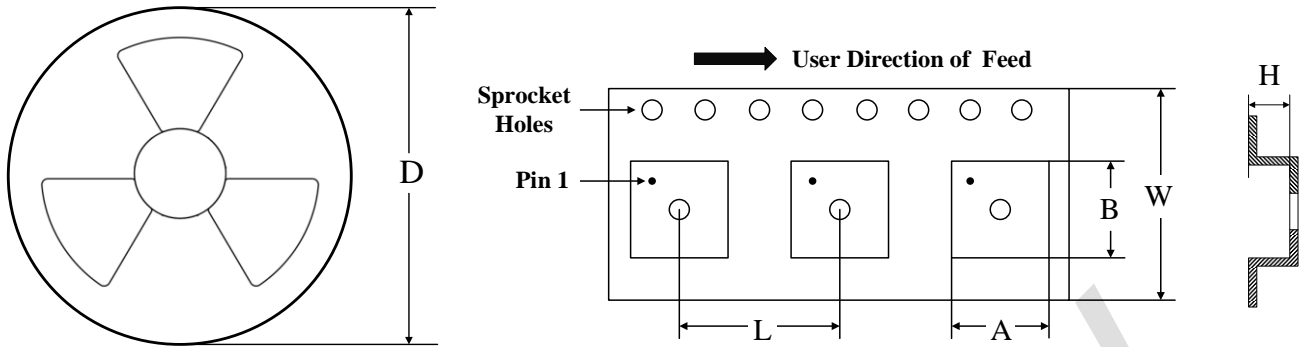 D
User Direction of Feed
Sprocket
Holes
Pin 1
L
A
B
W
H